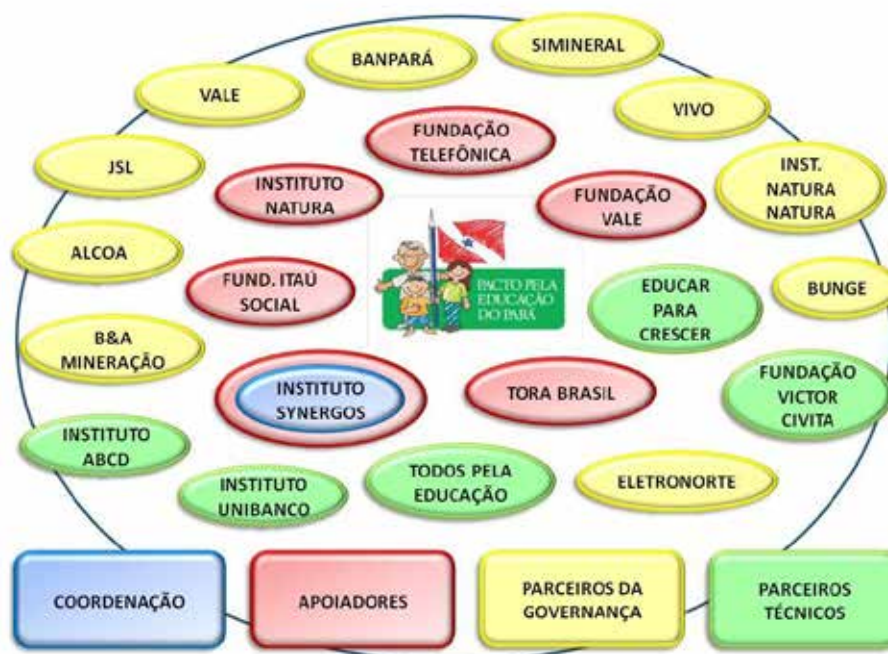 SIMINERAL
BANPARÁ
VALE
VIVO
FUNDAÇÃO
TELEFÔNICA
JSL
INSTITUTO
NATURA
FUNDAÇÃO
VALE
INST.
NATURA
NATURA
ALCOA
FUND. ITAÚ
SOCIAL
PACTO PELA
EDUCAÇÃO
DO PARÁ
EDUCAR
PARA
CRESCER
BUNGE
B&A
MINERAÇÃO
INSTITUTO
SYNERGOS
TORA BRASIL
FUNDAÇÃO
VICTOR
CIVITA
INSTITUTO
ABCD
INSTITUTO
UNIBANCO
TODOS PELA
EDUCAÇÃO
ELETRONORTE
COORDENAÇÃO
APOIADORES
PARCEIROS DA
GOVERNANÇA
PARCEIROS
TÉCNICOS